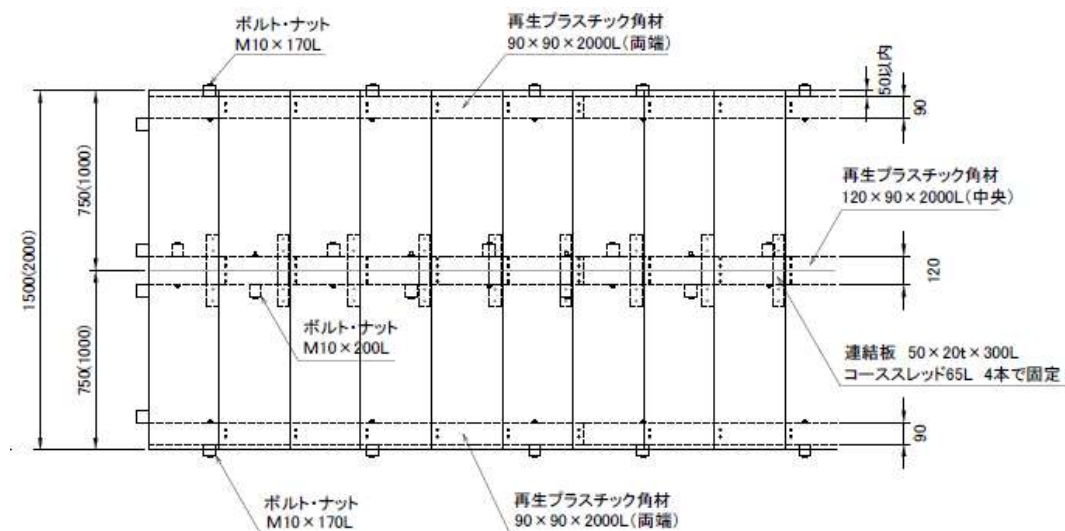 ボルト・ナット
M10×170L
再生プラスチック角材
90×90×2000L(両端)
50以内
90
再生プラスチック角材
120×90×2000L(中央)
750(1000)
1500(2000)
120
ボルト・ナット
M10×200L
連結板 50×20t×300L
コーススレッド65L 4本で固定
750(1000)
90
ボルト・ナット
M10×170L
再生プラスチック角材
90×90×2000L(両端)